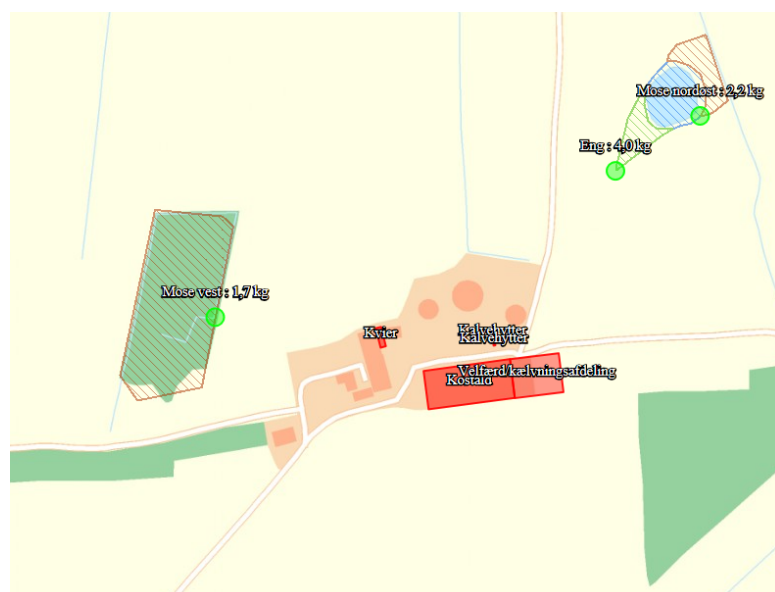 Mose nordøst : 2,2 kg
Eng : 4,0 kg
Mose vest : 1,7 kg
Kvier
Kalvehytter
Kalvehytter
Velfærd/kælvningsafdeling
Kostald